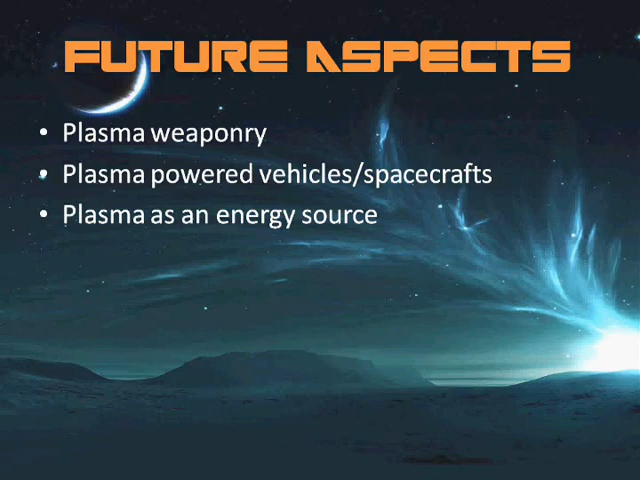 FUTURE ASPECTS
• Plasma weaponry
• Plasma powered vehicles/spacecrafts
• Plasma as an energy source